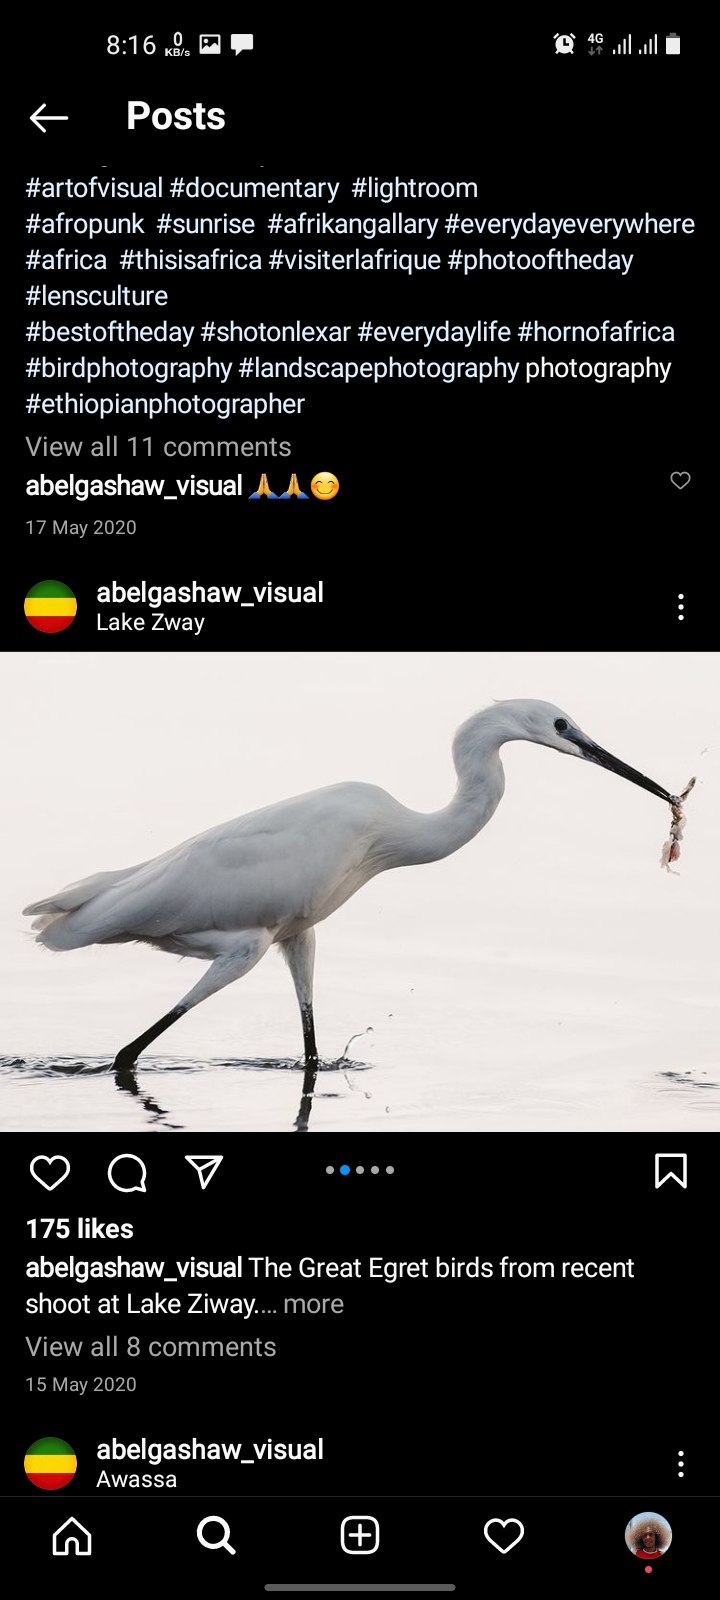 8:16 0 KB/s 4G
Posts
#artofvisual #documentary #lightroom
#afropunk #sunrise #afrikangallary #everydayeverywhere
#africa #thisisafrica #visiterlafrique #photooftheday
#lensculture
#bestoftheday #shotonlexar #everydaylife #hornofafrica
#birdphotography #landscapephotography photography
#ethiopianphotographer
View all 11 comments
abelgashaw_visual 🙏🙏😊
17 May 2020
abelgashaw_visual
Lake Zway
175 likes
abelgashaw_visual The Great Egret birds from recent
shoot at Lake Ziway.... more
View all 8 comments
15 May 2020
abelgashaw_visual
Awassa